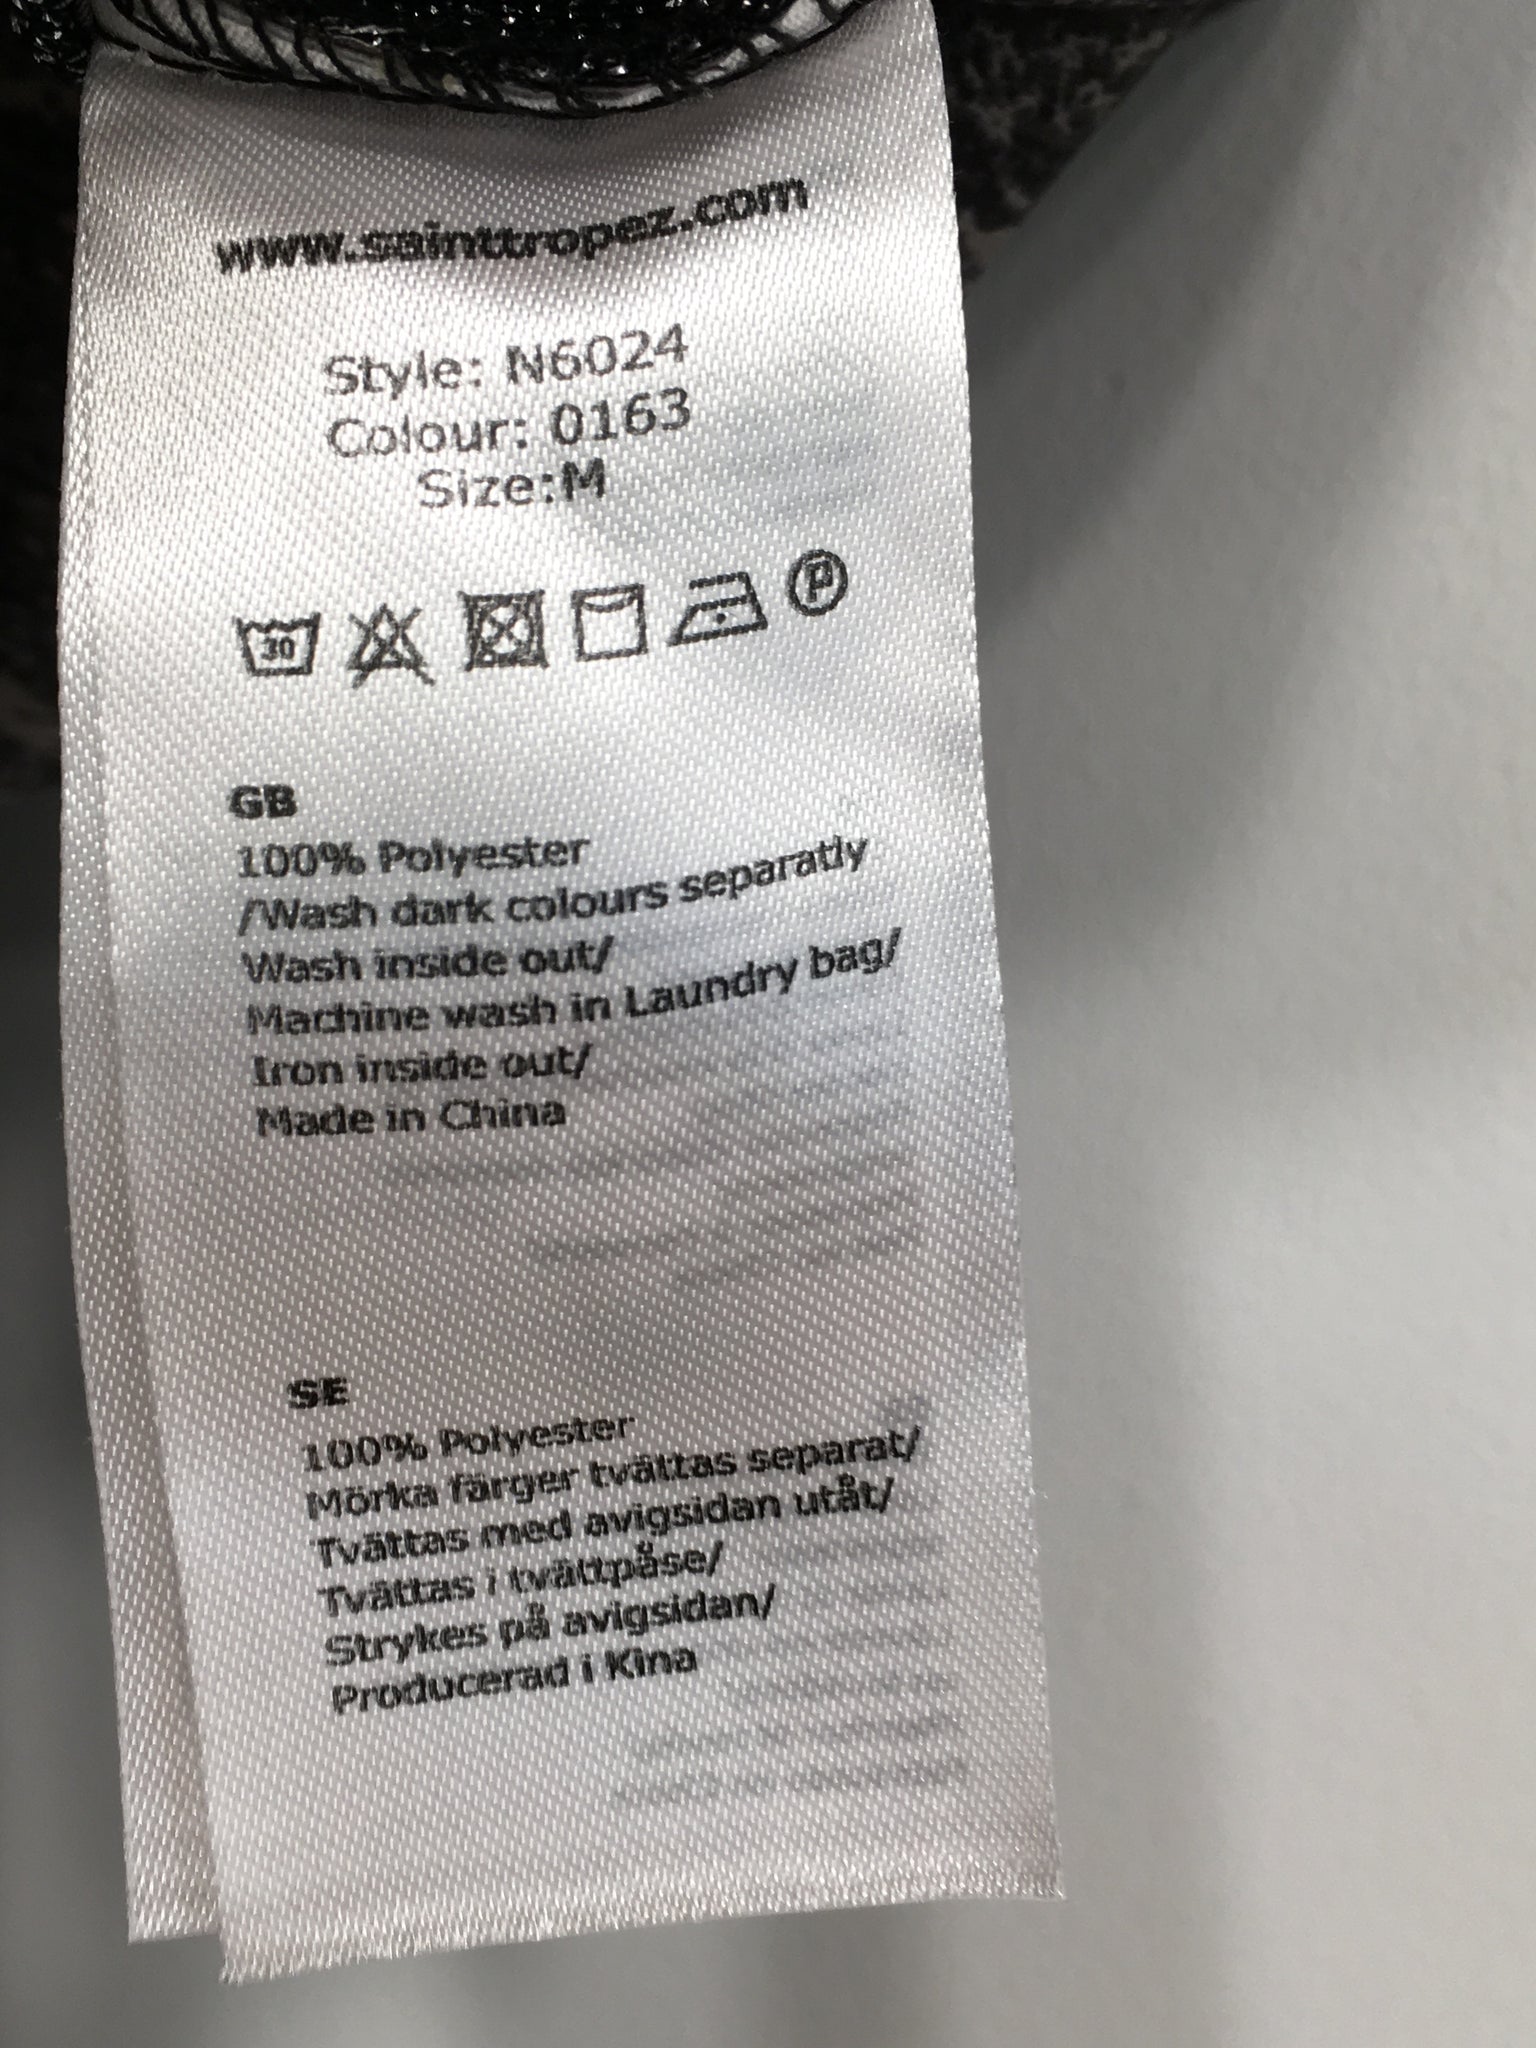 www.sainttropez.com
Style: N6024
Colour: 0163
Size:M
30
P
GB
100% Polyester
/Wash dark colours separatly
Wash inside out/
Machine wash in Laundry bag/
Iron inside out/
Made in China
SE
100% Polyester
Mörka färger tvättas separat/
Tvättas med avigsidan utåt/
Tvättas i tvättpåse/
Strykes på avigsidan/
Producerad i Kina